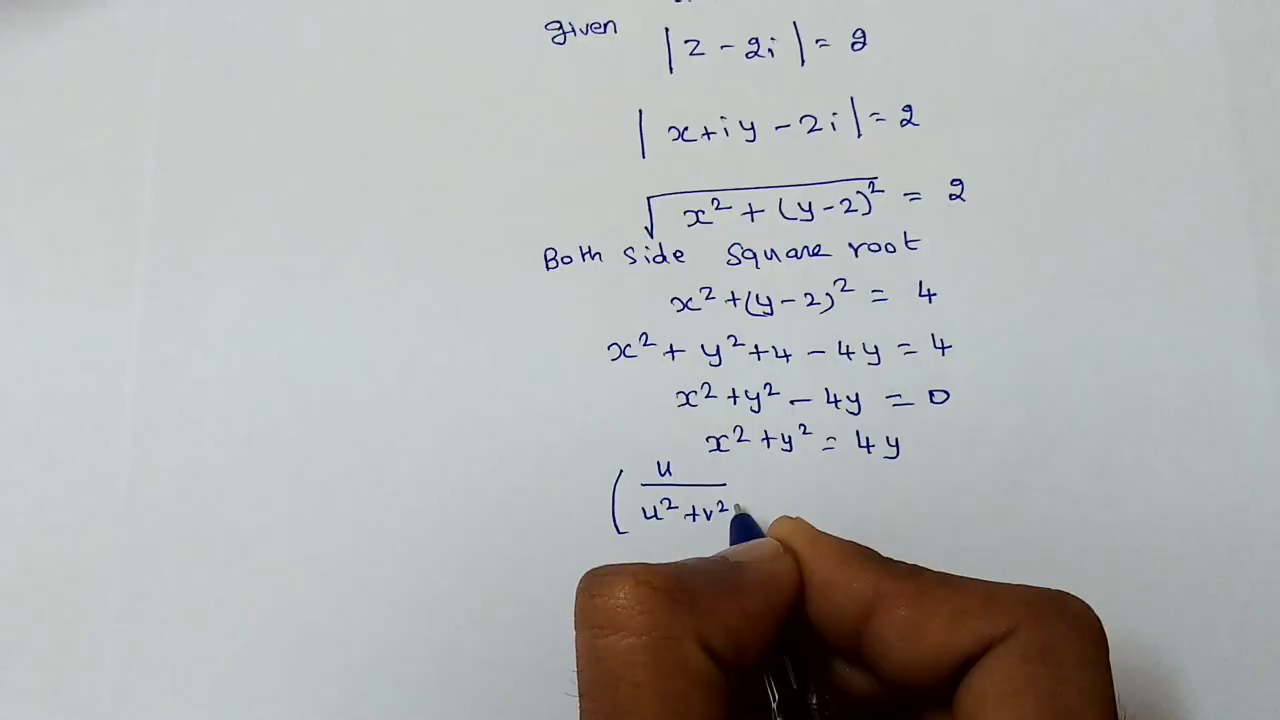 given |z - 2i| = 2
|x+iy - 2i| = 2
√x² + (y-2)² = 2
Both side square root
x² + (y-2)² = 4
x² + y² + 4 - 4y = 4
x² + y² - 4y = 0
x² + y² = 4y
(u/u² + v²